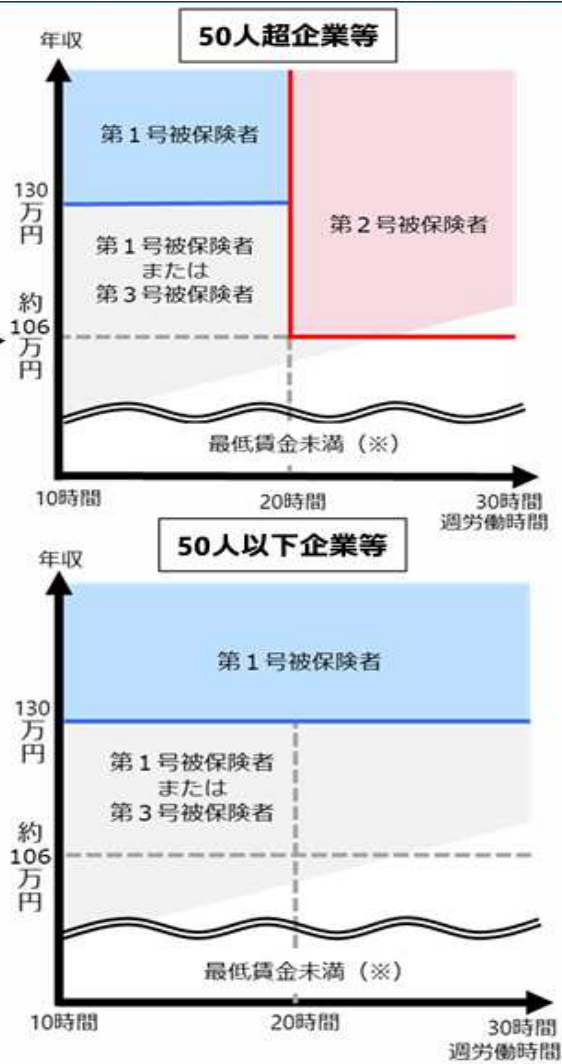 50人超企業等
年収
第１号被保険者
130
万
円
第２号被保険者
第１号被保険者
または
第３号被保険者
約
106
万
円
最低賃金未満（※）
10時間
20時間
30時間
週労働時間
50人以下企業等
年収
第１号被保険者
130
万
円
第１号被保険者
または
第３号被保険者
約
106
万
円
最低賃金未満（※）
10時間
20時間
30時間
週労働時間